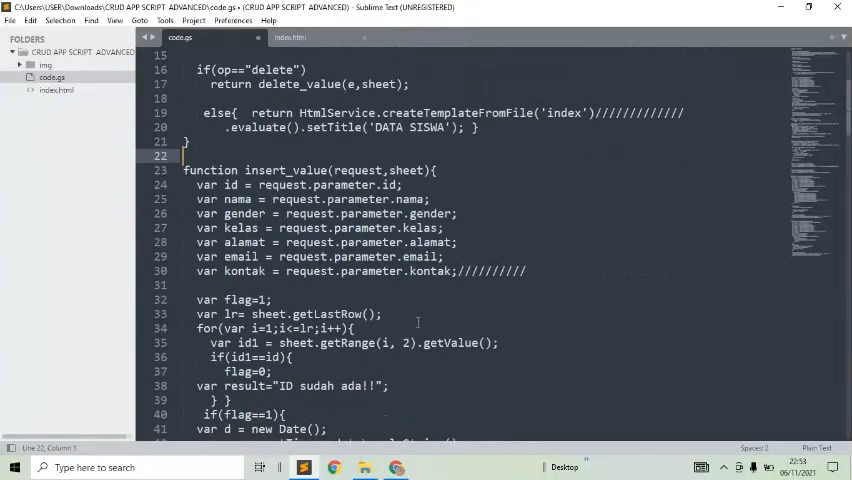 C:\Users\USER\Downloads\CRUD APP SCRIPT ADVANCED\code.gs • (CRUD APP SCRIPT _ADVANCED) - Sublime Text (UNREGISTERED)
File Edit Selection Find View Goto Tools Project Preferences Help
FOLDERS
CRUD APP SCRIPT _ADVANCED
img
code.gs
index.html
code.gs
index.html
15
16 if(op=="delete")
17 return delete_value(e,sheet);
18
19 else{ return HtmlService.createTemplateFromFile('index')/////////////
20 .evaluate().setTitle('DATA SISWA'); }
21 }
22
23 function insert_value(request,sheet){
24 var id = request.parameter.id;
25 var nama = request.parameter.nama;
26 var gender = request.parameter.gender;
27 var kelas = request.parameter.kelas;
28 var alamat = request.parameter.alamat;
29 var email = request.parameter.email;
30 var kontak = request.parameter.kontak;//////////
31
32 var flag=1;
33 var lr= sheet.getLastRow();
34 for(var i=1;i<=lr;i++){
35 var id1 = sheet.getRange(i, 2).getValue();
36 if(id1==id){
37 flag=0;
38 var result="ID sudah ada!!";
39 } }
40 if(flag==1){
41 var d = new Date();
Line 22, Column 1
Spaces: 2
Plain Text
Type here to search
Desktop
22:53
06/11/2021